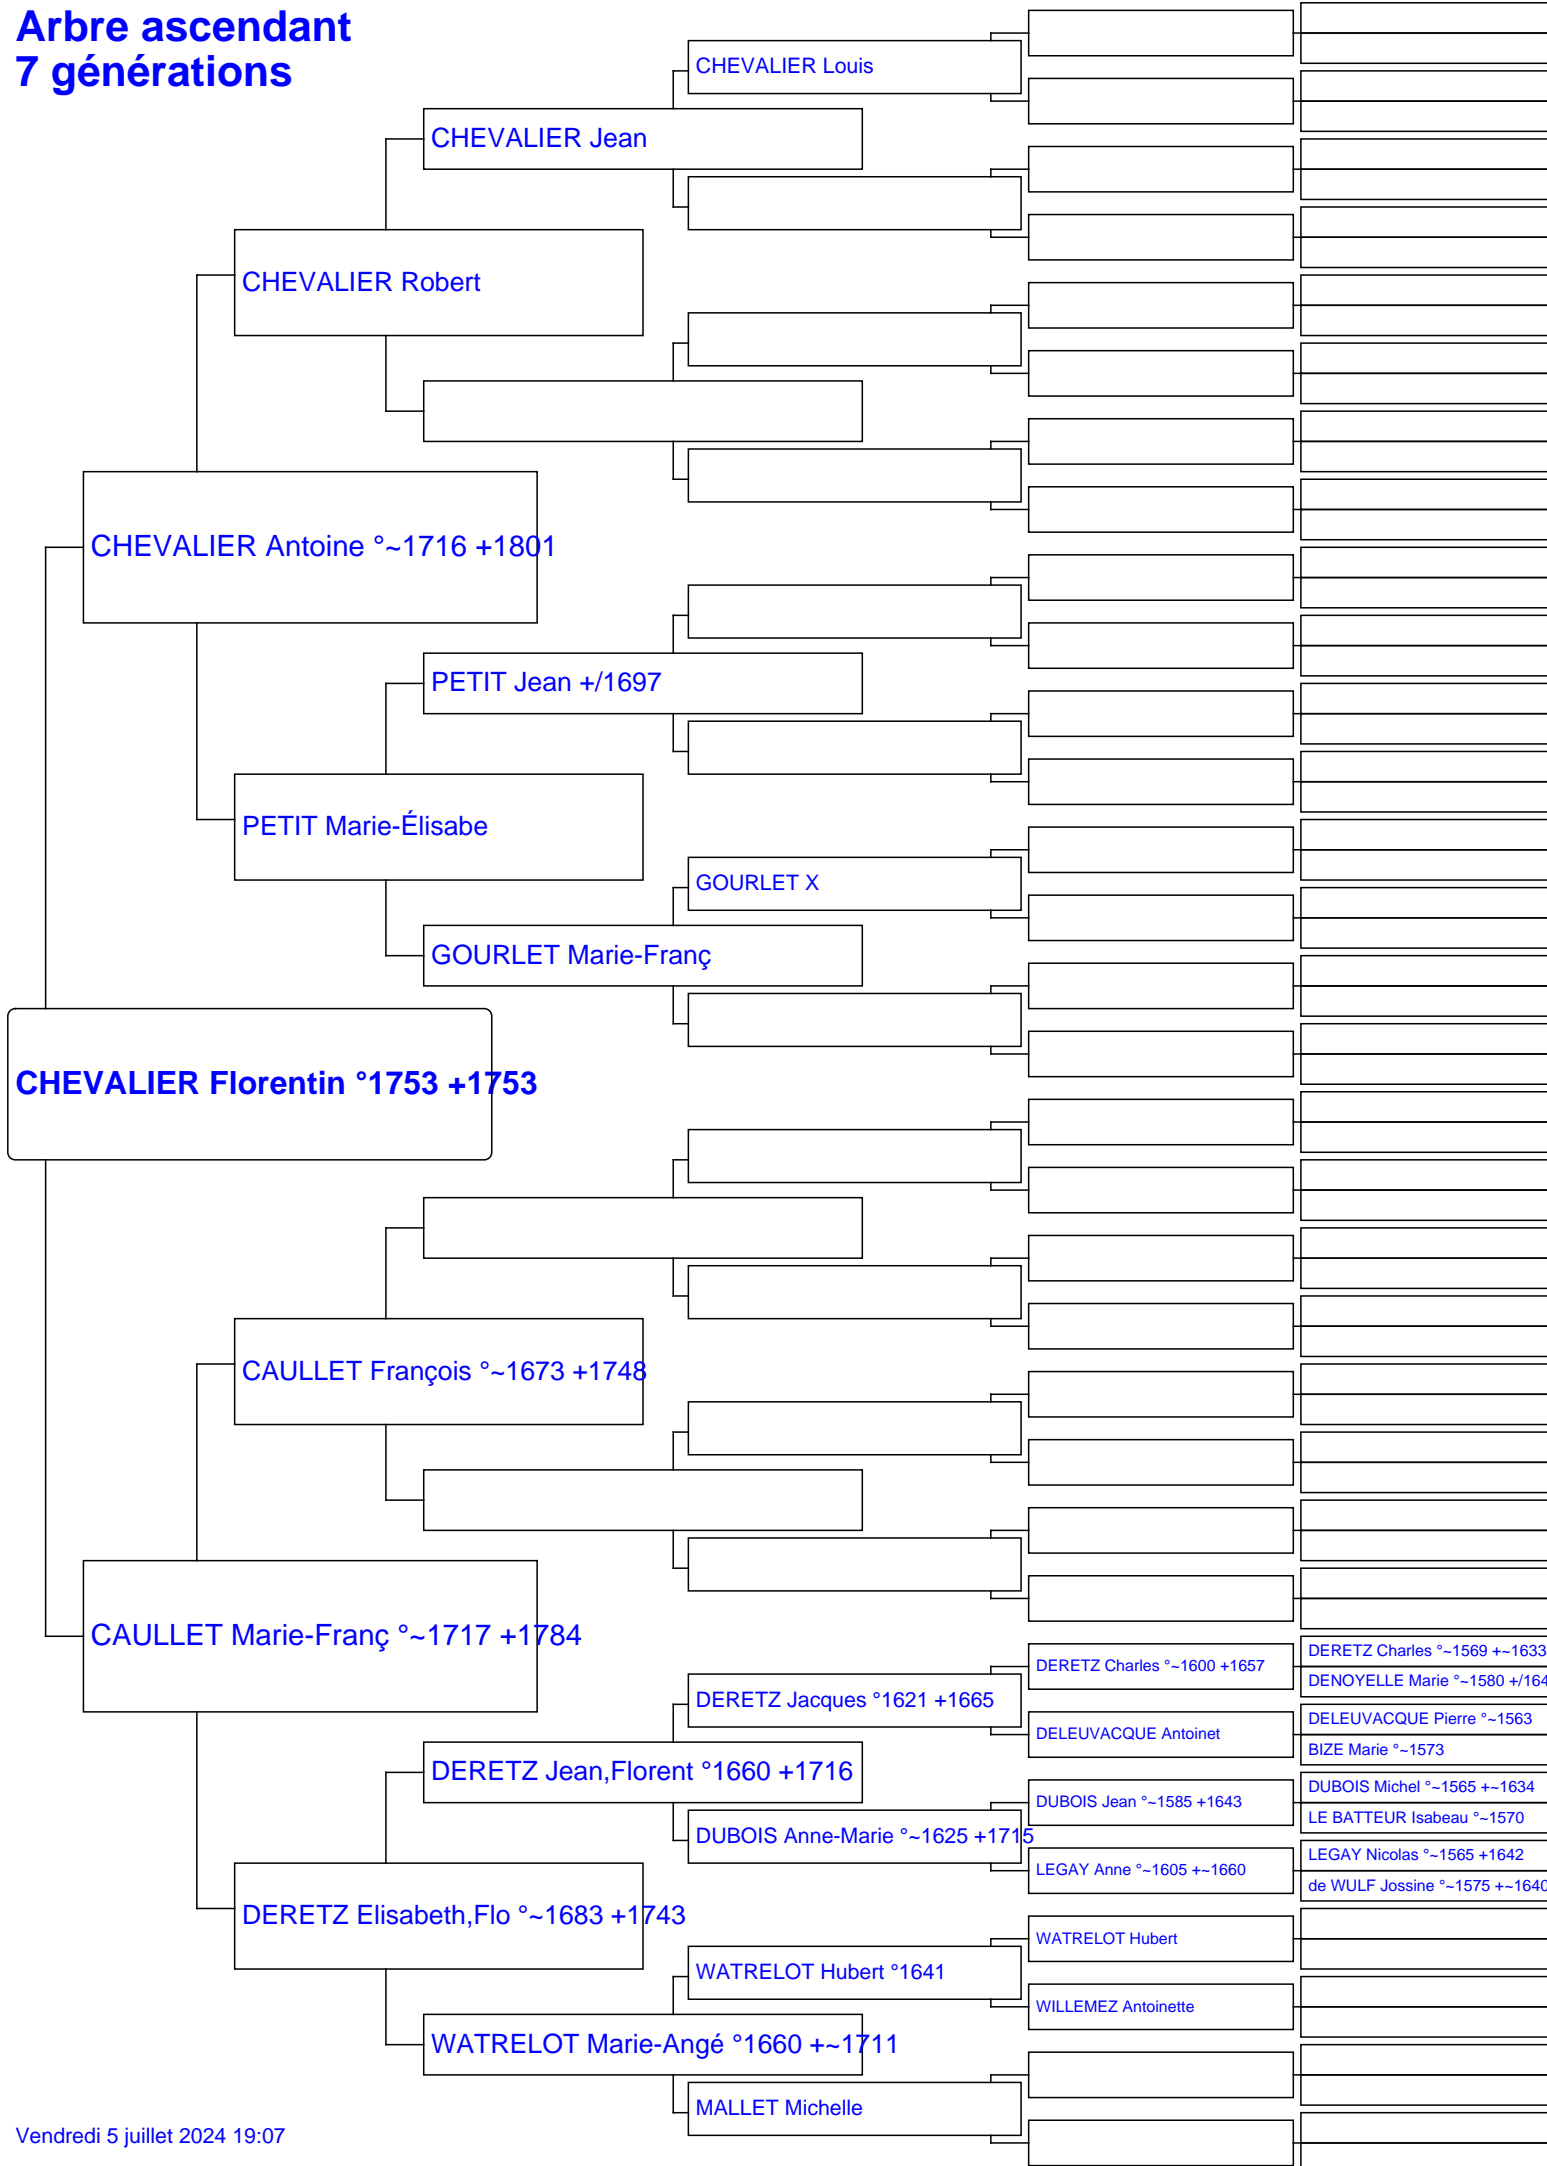 Arbre ascendant
7 générations
CHEVALIER Louis
CHEVALIER Jean
CHEVALIER Robert
CHEVALIER Antoine °~1716 +1801
PETIT Jean +/1697
PETIT Marie-Élisabe
GOURLET X
GOURLET Marie-Franç
CHEVALIER Florentin °1753 +1753
CAULLET François °~1673 +1748
CAULLET Marie-Franç °~1717 +1784
DERETZ Charles °~1569 +~1633
DERETZ Charles °~1600 +1657
DENOYELLE Marie °~1580 +/164
DERETZ Jacques °1621 +1665
DELEUVACQUE Pierre °~1563
DELEUVACQUE Antoinet
BIZE Marie °~1573
DERETZ Jean,Florent °1660 +1716
DUBOIS Michel °~1565 +~1634
DUBOIS Jean °~1585 +1643
LE BATTEUR Isabeau °~1570
DUBOIS Anne-Marie °~1625 +1715
LEGAY Nicolas °~1565 +1642
LEGAY Anne °~1605 +~1660
de WULF Jossine °~1575 +~1640
DERETZ Elisabeth,Flo °~1683 +1743
WATRELOT Hubert
WATRELOT Hubert °1641
WILLEMEZ Antoinette
WATRELOT Marie-Angé °1660 +~1711
MALLET Michelle
Vendredi 5 juillet 2024 19:07